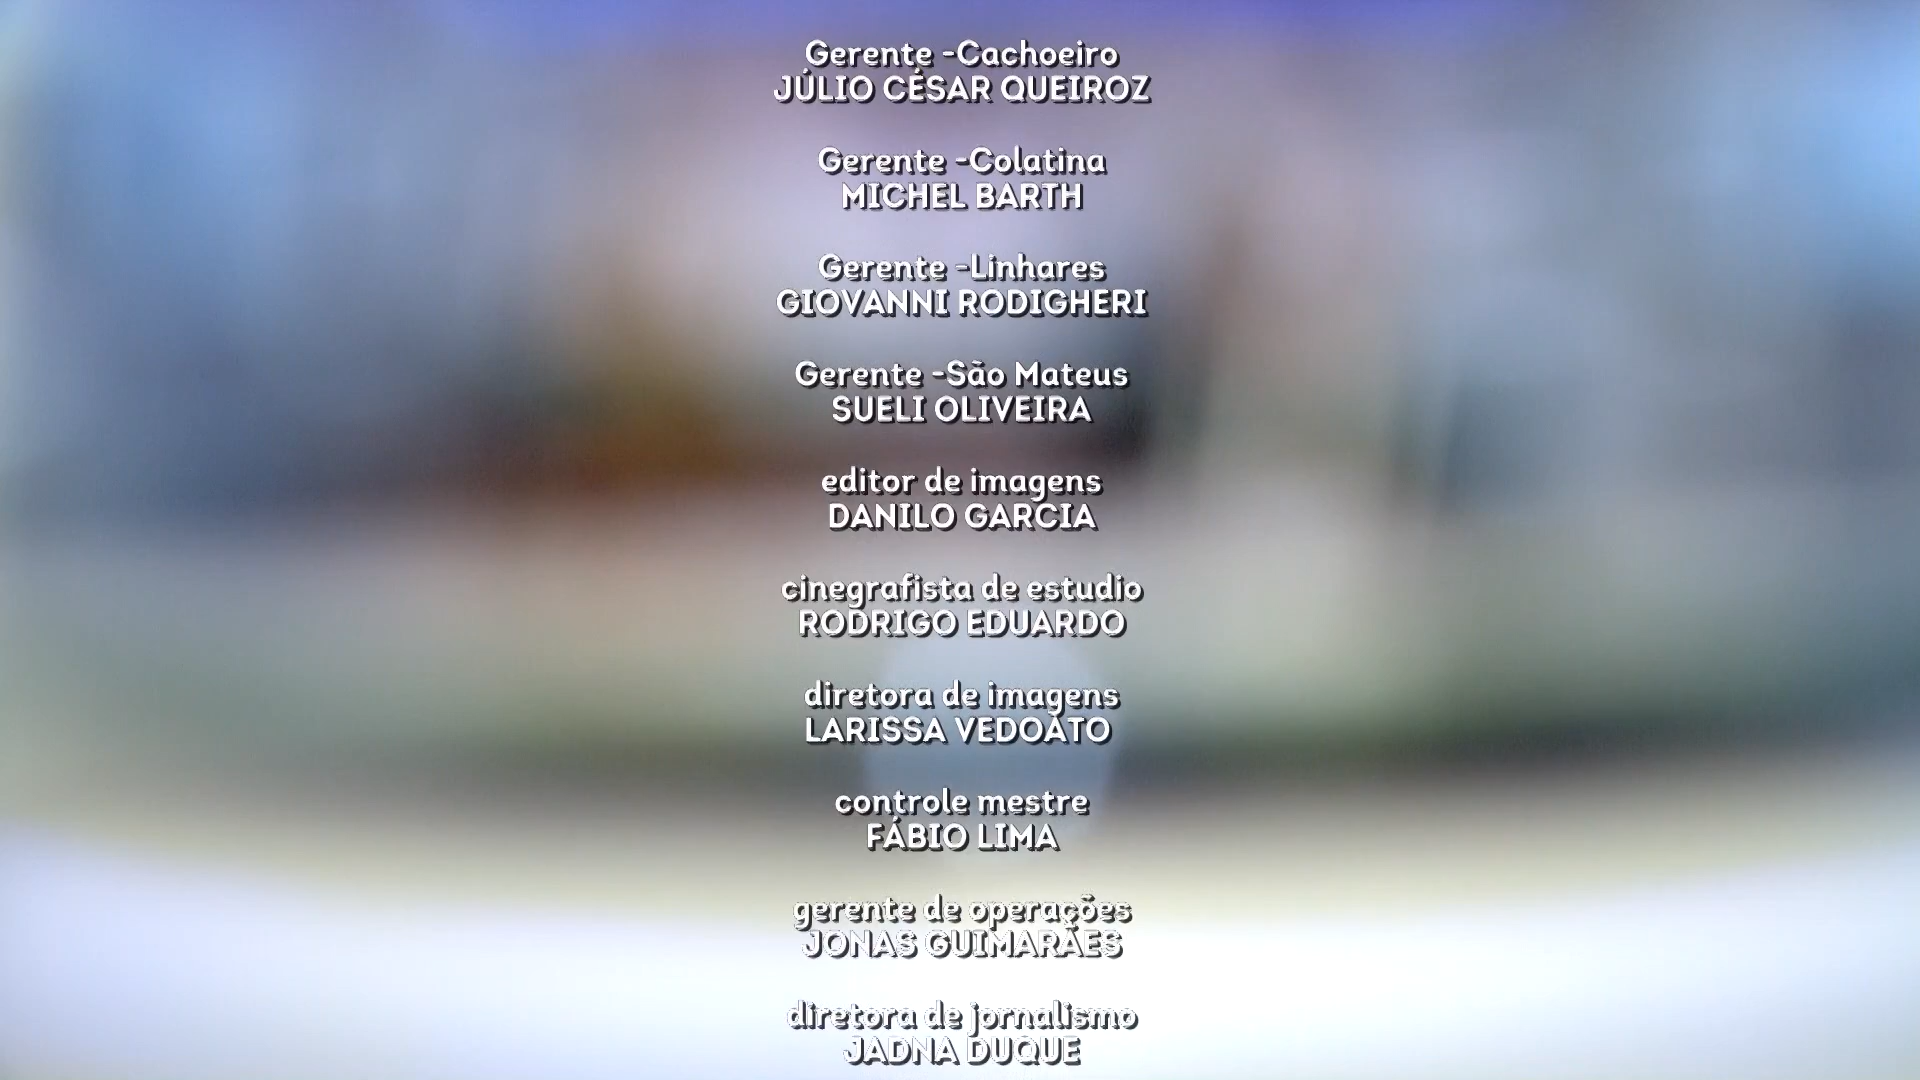 Gerente -Cachoeiro
JÚLIO CÉSAR QUEIROZ
Gerente -Colatina
MICHEL BARTH
Gerente -Linhares
GIOVANNI RODIGHERI
Gerente -São Mateus
SUELI OLIVEIRA
editor de imagens
DANILO GARCIA
cinegrafista de estudio
RODRIGO EDUARDO
diretora de imagens
LARISSA VEDOATO
controle mestre
FÁBIO LIMA
gerente de operações
JONAS GUIMARÃES
diretora de jornalismo
JADNA DUQUE